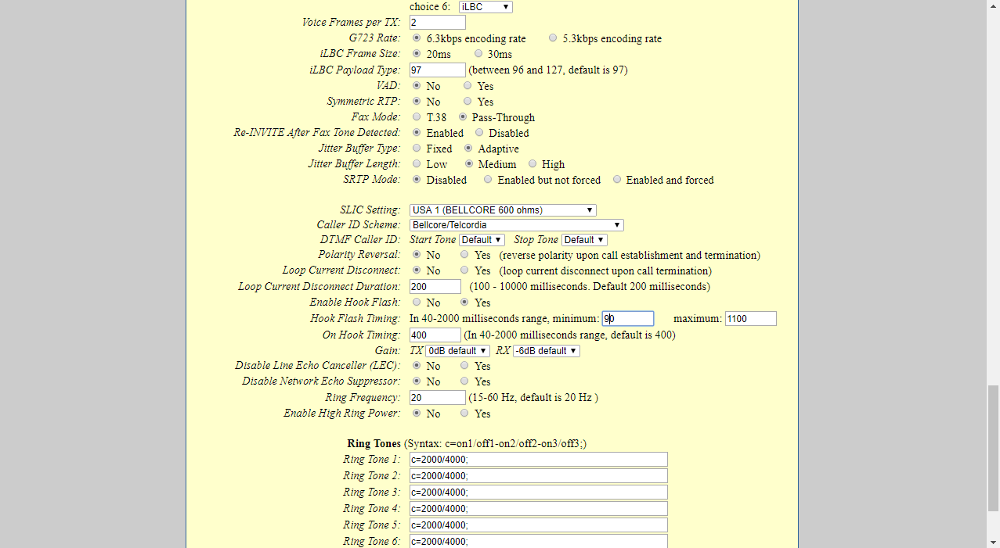 choice 6: iLBC
Voice Frames per TX: 2
G723 Rate: 6.3kbps encoding rate 5.3kbps encoding rate
iLBC Frame Size: 20ms 30ms
iLBC Payload Type: 97 (between 96 and 127, default is 97)
VAD: No Yes
Symmetric RTP: No Yes
Fax Mode: T.38 Pass-Through
Re-INVITE After Fax Tone Detected: Enabled Disabled
Jitter Buffer Type: Fixed Adaptive
Jitter Buffer Length: Low Medium High
SRTP Mode: Disabled Enabled but not forced Enabled and forced
SLIC Setting: USA 1 (BELLCORE 600 ohms)
Caller ID Scheme: Bellcore/Telcordia
DTMF Caller ID: Start Tone Default Stop Tone Default
Polarity Reversal: No Yes (reverse polarity upon call establishment and termination)
Loop Current Disconnect: No Yes (loop current disconnect upon call termination)
Loop Current Disconnect Duration: 200 (100 - 10000 milliseconds. Default 200 milliseconds)
Enable Hook Flash: No Yes
Hook Flash Timing: In 40-2000 milliseconds range, minimum: 90 maximum: 1100
On Hook Timing: 400 (In 40-2000 milliseconds range, default is 400)
Gain: TX 0dB default RX -6dB default
Disable Line Echo Canceller (LEC): No Yes
Disable Network Echo Suppressor: No Yes
Ring Frequency: 20 (15-60 Hz, default is 20 Hz )
Enable High Ring Power: No Yes
Ring Tones (Syntax: c=on1/off1-on2/off2-on3/off3;)
Ring Tone 1: c=2000/4000;
Ring Tone 2: c=2000/4000;
Ring Tone 3: c=2000/4000;
Ring Tone 4: c=2000/4000;
Ring Tone 5: c=2000/4000;
Ring Tone 6: c=2000/4000;